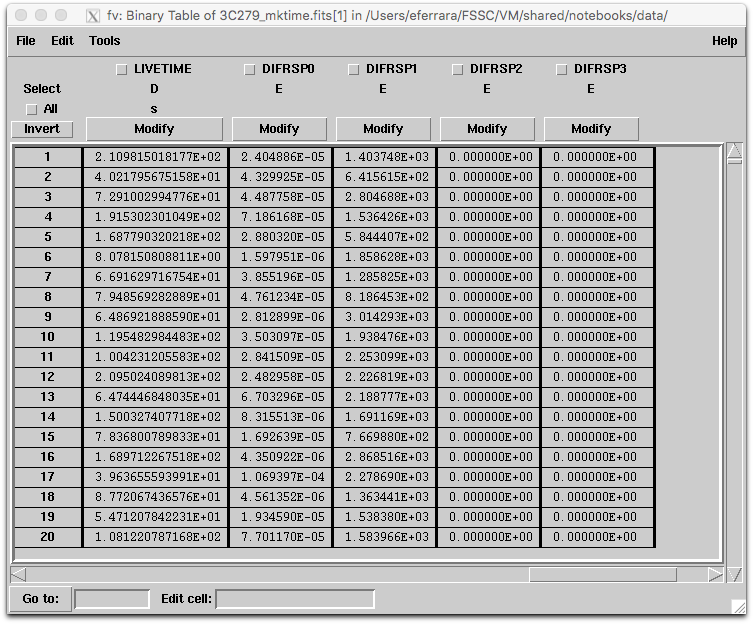 fv: Binary Table of 3C279_mktime.fits[1] in /Users/eferrara/FSSC/VM/shared/notebooks/data/
File Edit Tools Help
LIVETIME DIFRSP0 DIFRSP1 DIFRSP2 DIFRSP3
Select D E E E E
All s
Invert Modify Modify Modify Modify Modify
1 2.109815018177E+02 2.404886E-05 1.403748E+03 0.000000E+00 0.000000E+00
2 4.021795675158E+01 4.329925E-05 6.415615E+02 0.000000E+00 0.000000E+00
3 7.291002994776E+01 4.487758E-05 2.804688E+03 0.000000E+00 0.000000E+00
4 1.915302301049E+02 7.186168E-05 1.536426E+03 0.000000E+00 0.000000E+00
5 1.687790320218E+02 2.880320E-05 5.844407E+02 0.000000E+00 0.000000E+00
6 8.078150808811E+00 1.597951E-06 1.858628E+03 0.000000E+00 0.000000E+00
7 6.691629716754E+01 3.855196E-05 1.285825E+03 0.000000E+00 0.000000E+00
8 7.948569282889E+01 4.761234E-05 8.186453E+02 0.000000E+00 0.000000E+00
9 6.486921888590E+01 2.812899E-06 3.014293E+03 0.000000E+00 0.000000E+00
10 1.195482984483E+02 3.503097E-05 1.938476E+03 0.000000E+00 0.000000E+00
11 1.004231205583E+02 2.841509E-05 2.253099E+03 0.000000E+00 0.000000E+00
12 2.095024089813E+02 2.482958E-05 2.226819E+03 0.000000E+00 0.000000E+00
13 6.474446848035E+01 6.703296E-05 2.188777E+03 0.000000E+00 0.000000E+00
14 1.500327407718E+02 8.315513E-06 1.691169E+03 0.000000E+00 0.000000E+00
15 7.836800789833E+01 1.692639E-05 7.669880E+02 0.000000E+00 0.000000E+00
16 1.689712267518E+02 4.350922E-06 2.868516E+03 0.000000E+00 0.000000E+00
17 3.963655593991E+01 1.069397E-04 2.278690E+03 0.000000E+00 0.000000E+00
18 8.772067436576E+01 4.561352E-06 1.363441E+03 0.000000E+00 0.000000E+00
19 5.471207842231E+01 1.934590E-05 1.538380E+03 0.000000E+00 0.000000E+00
20 1.081220787168E+02 7.701170E-05 1.583966E+03 0.000000E+00 0.000000E+00
Go to: Edit cell: